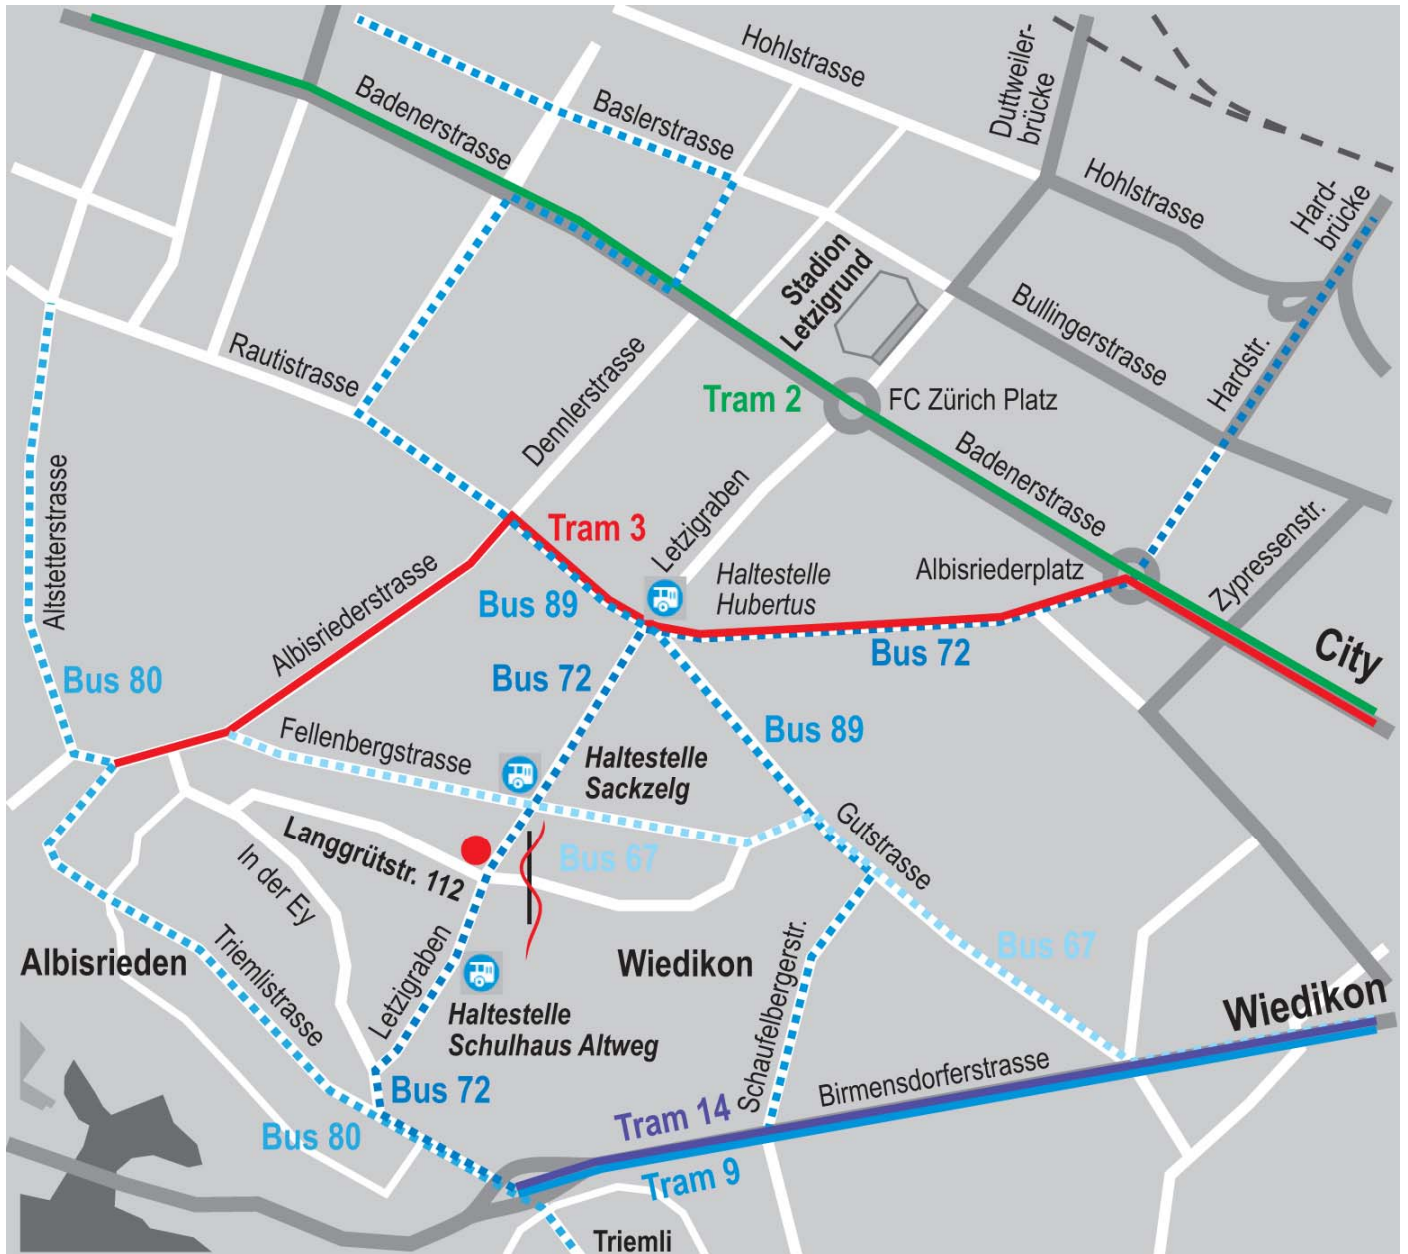 Hohlstrasse
Duttweiler-
brücke
Badenerstrasse
Baslerstrasse
Hohlstrasse
Hard-
brücke
Stadion
Letzigrund
Bullingerstrasse
Rautistrasse
Dennlerstrasse
Tram 2
FC Zürich Platz
Hardstr.
Altstetterstrasse
Letzigraben
Badenerstrasse
Tram 3
Zypressenstr.
Albisriederstrasse
Bus 89
Haltestelle
Hubertus
Albisriederplatz
City
Bus 80
Bus 72
Bus 72
Fellenbergstrasse
Bus 89
Haltestelle
Sackzelg
Langgrütstr. 112
Bus 67
Gutstrasse
In der Ey
Albisrieden
Triemlistrasse
Letzigraben
Wiedikon
Schaufelbergerstr.
Bus 67
Wiedikon
Haltestelle
Schulhaus Altweg
Bus 72
Birmensdorferstrasse
Bus 80
Tram 14
Tram 9
Triemli